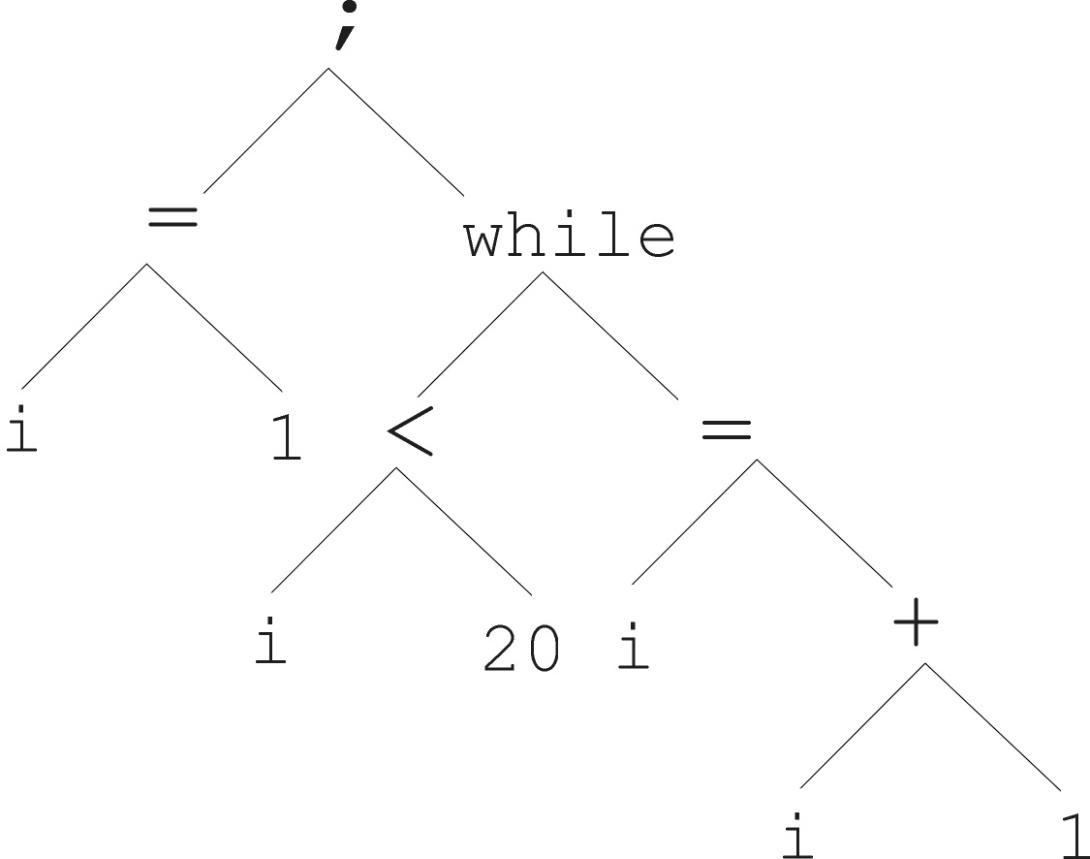 ;
= while
i 1 < =
i 20 i +
i 1